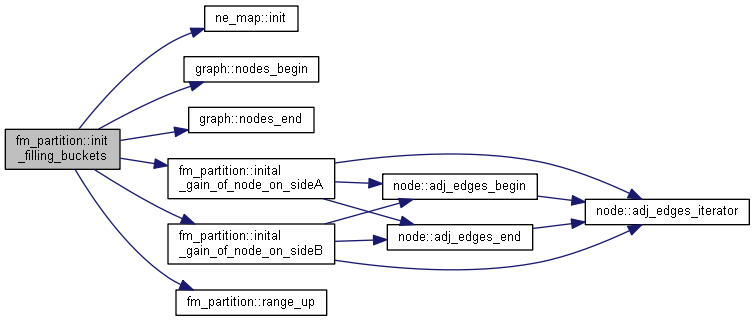 ne_map::init
graph::nodes_begin
graph::nodes_end
fm_partition::init
_filling_buckets
fm_partition::inital
_gain_of_node_on_sideA
node::adj_edges_begin
node::adj_edges_iterator
node::adj_edges_end
fm_partition::inital
_gain_of_node_on_sideB
fm_partition::range_up